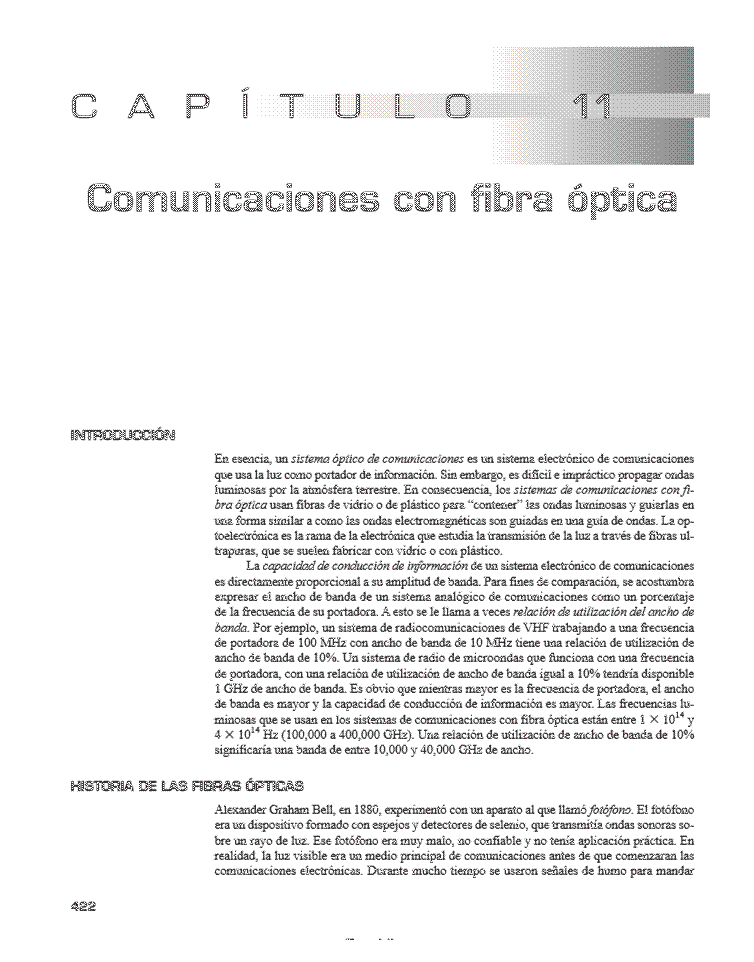 CAPÍTULO 11
Comunicaciones con fibra óptica
INTRODUCCIÓN
En esencia, un sistema óptico de comunicaciones es un sistema electrónico de comunicaciones
que usa la luz como portador de información. Sin embargo, es difícil e impráctico propagar ondas
luminosas por la atmósfera terrestre. En consecuencia, los sistemas de comunicaciones con fi-
bra óptica usan fibras de vidrio o de plástico para “contener” las ondas luminosas y guiarlas en
una forma similar a como las ondas electromagnéticas son guiadas en una guía de ondas. La op-
toelectrónica es la rama de la electrónica que estudia la transmisión de la luz a través de fibras ul-
trapuras, que se suelen fabricar con vidrio o con plástico.
La capacidad de conducción de información de un sistema electrónico de comunicaciones
es directamente proporcional a su amplitud de banda. Para fines de comparación, se acostumbra
expresar el ancho de banda de un sistema analógico de comunicaciones como un porcentaje
de la frecuencia de su portadora. A esto se le llama a veces relación de utilización del ancho de
banda. Por ejemplo, un sistema de radiocomunicaciones de VHF trabajando a una frecuencia
de portadora de 100 MHz con ancho de banda de 10 MHz tiene una relación de utilización de
ancho de banda de 10%. Un sistema de radio de microondas que funciona con una frecuencia
de portadora, con una relación de utilización de ancho de banda igual a 10% tendría disponible
1 GHz de ancho de banda. Es obvio que mientras mayor es la frecuencia de portadora, el ancho
de banda es mayor y la capacidad de conducción de información es mayor. Las frecuencias lu-
minosas que se usan en los sistemas de comunicaciones con fibra óptica están entre 1 × 10¹⁴ y
4 × 10¹⁴ Hz (100,000 a 400,000 GHz). Una relación de utilización de ancho de banda de 10%
significaría una banda de entre 10,000 y 40,000 GHz de ancho.
HISTORIA DE LAS FIBRAS ÓPTICAS
Alexander Graham Bell, en 1880, experimentó con un aparato al que llamó fotófono. El fotófono
era un dispositivo formado con espejos y detectores de selenio, que transmitía ondas sonoras so-
bre un rayo de luz. Ese fotófono era muy malo, no confiable y no tenía aplicación práctica. En
realidad, la luz visible era un medio principal de comunicaciones antes de que comenzaran las
comunicaciones electrónicas. Durante mucho tiempo se usaron señales de humo para mandar
422